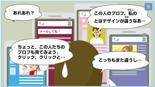 あれあれ？
この人のプロフ、私の
とはデザインが違うなあ…
ちょっと、この人たちの
プロフも見てみよう。
クリック、クリックと…
こっちもまた違うし…